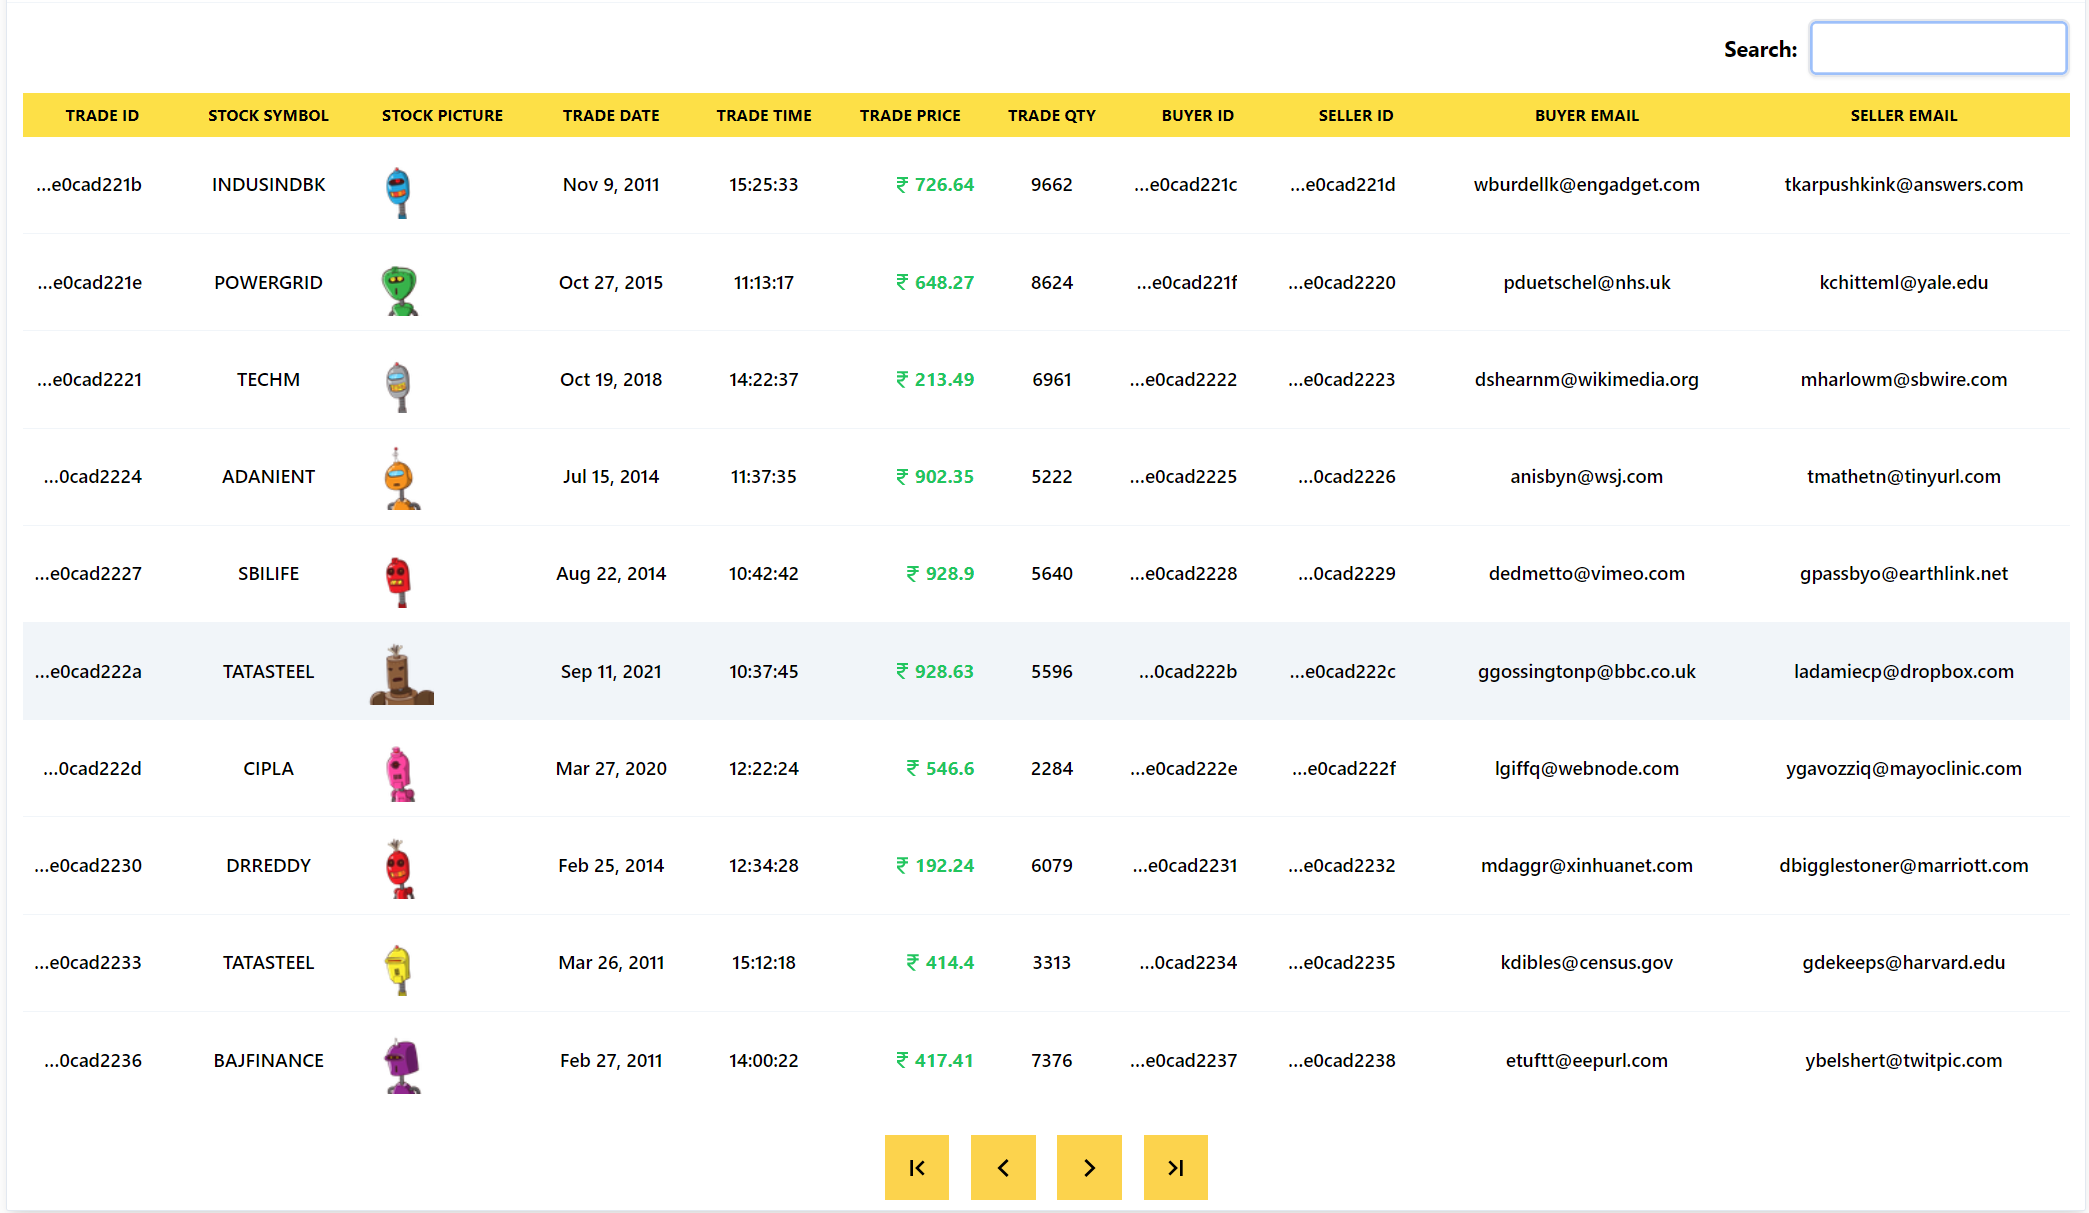 Search:
TRADE ID STOCK SYMBOL STOCK PICTURE TRADE DATE TRADE TIME TRADE PRICE TRADE QTY BUYER ID SELLER ID BUYER EMAIL SELLER EMAIL
...e0cad221b INDUSINDBK Nov 9, 2011 15:25:33 ₹ 726.64 9662 ...e0cad221c ...e0cad221d wburdellk@engadget.com tkarpushkink@answers.com
...e0cad221e POWERGRID Oct 27, 2015 11:13:17 ₹ 648.27 8624 ...e0cad221f ...e0cad2220 pduetschel@nhs.uk kchitteml@yale.edu
...e0cad2221 TECHM Oct 19, 2018 14:22:37 ₹ 213.49 6961 ...e0cad2222 ...e0cad2223 dshearnm@wikimedia.org mharlowm@sbwire.com
...0cad2224 ADANIENT Jul 15, 2014 11:37:35 ₹ 902.35 5222 ...e0cad2225 ...0cad2226 anisbyn@wsj.com tmathetn@tinyurl.com
...e0cad2227 SBILIFE Aug 22, 2014 10:42:42 ₹ 928.9 5640 ...e0cad2228 ...0cad2229 dedmetto@vimeo.com gpassbyo@earthlink.net
...e0cad222a TATASTEEL Sep 11, 2021 10:37:45 ₹ 928.63 5596 ...0cad222b ...e0cad222c ggossingtonp@bbc.co.uk ladamiecp@dropbox.com
...0cad222d CIPLA Mar 27, 2020 12:22:24 ₹ 546.6 2284 ...e0cad222e ...e0cad222f lgiffq@webnode.com ygavozziq@mayoclinic.com
...e0cad2230 DRREDDY Feb 25, 2014 12:34:28 ₹ 192.24 6079 ...e0cad2231 ...e0cad2232 mdaggr@xinhuanet.com dbigglestoner@marriott.com
...e0cad2233 TATASTEEL Mar 26, 2011 15:12:18 ₹ 414.4 3313 ...0cad2234 ...e0cad2235 kdibles@census.gov gdekeeps@harvard.edu
...0cad2236 BAJFINANCE Feb 27, 2011 14:00:22 ₹ 417.41 7376 ...e0cad2237 ...e0cad2238 etuftt@eepurl.com ybelshert@twitpic.com